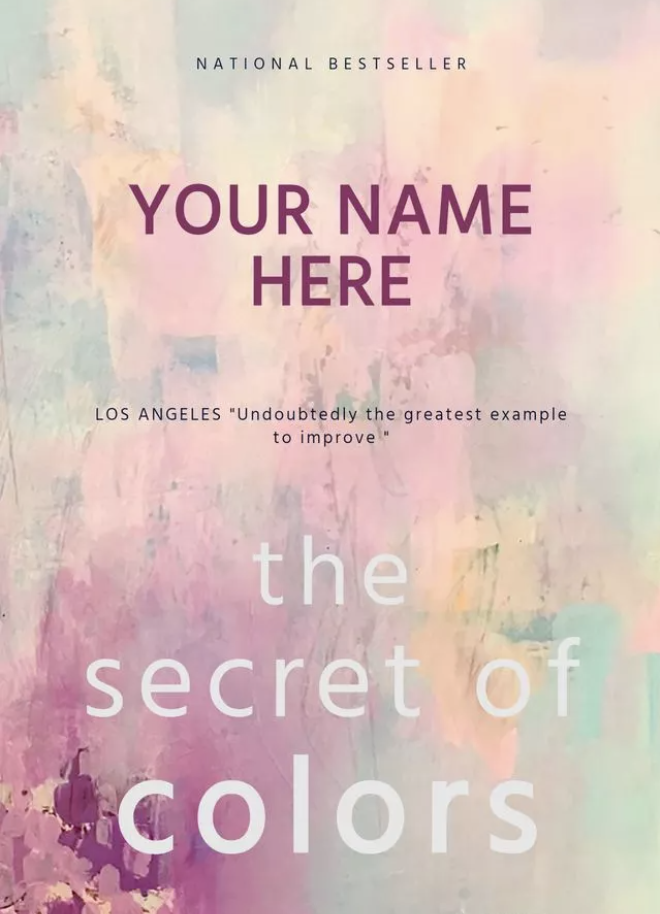 NATIONAL BESTSELLER
YOUR NAME
HERE
LOS ANGELES "Undoubtedly the greatest example
to improve "
the
secret of
colors